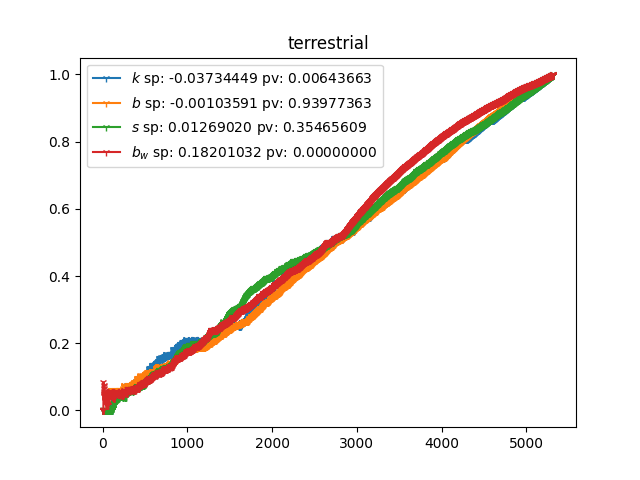 terrestrial
k sp: -0.03734449 pv: 0.00643663
b sp: -0.00103591 pv: 0.93977363
s sp: 0.01269020 pv: 0.35465609
b_w sp: 0.18201032 pv: 0.00000000
1.0
0.8
0.6
0.4
0.2
0.0
0 1000 2000 3000 4000 5000